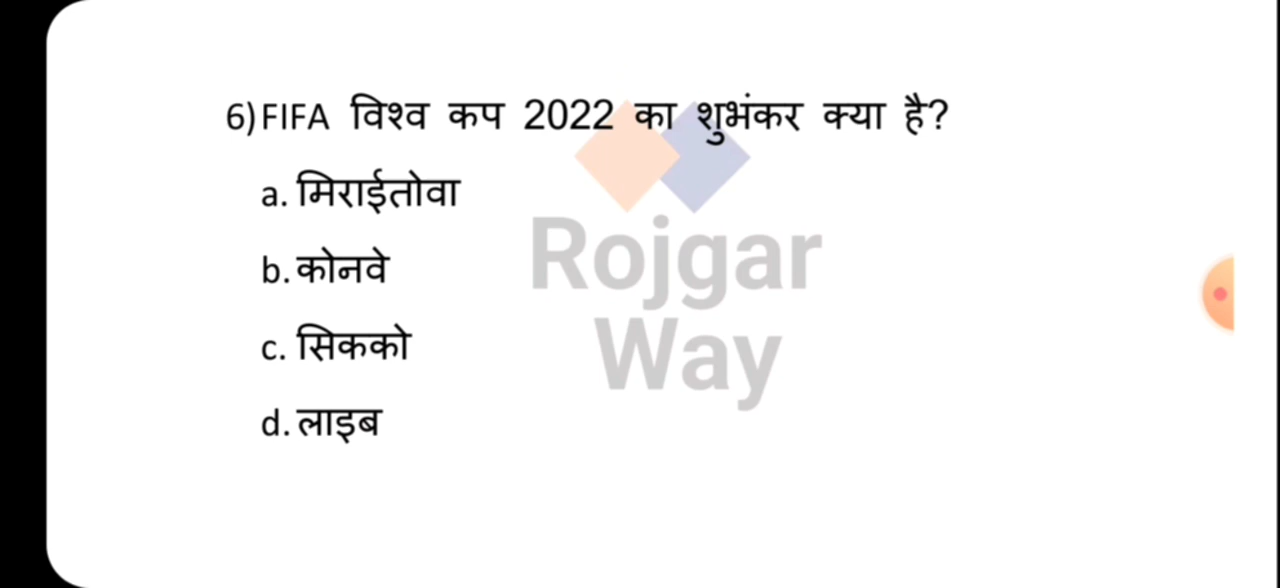 6)FIFA विश्व कप 2022 का शुभंकर क्या है?
a. मिराईतोवा
b. कोनवे
c. सिकको
d. लाइब
Rojgar
Way